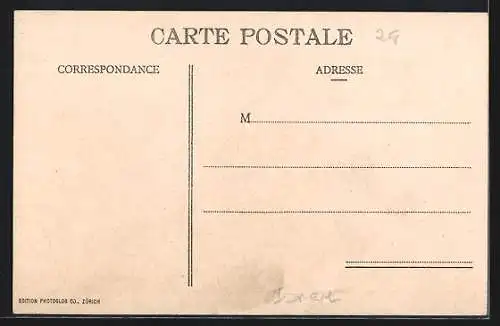 CARTE POSTALE
29
CORRESPONDANCE
ADRESSE
M
EDITION PHOTOGLOB CO., ZÜRICH